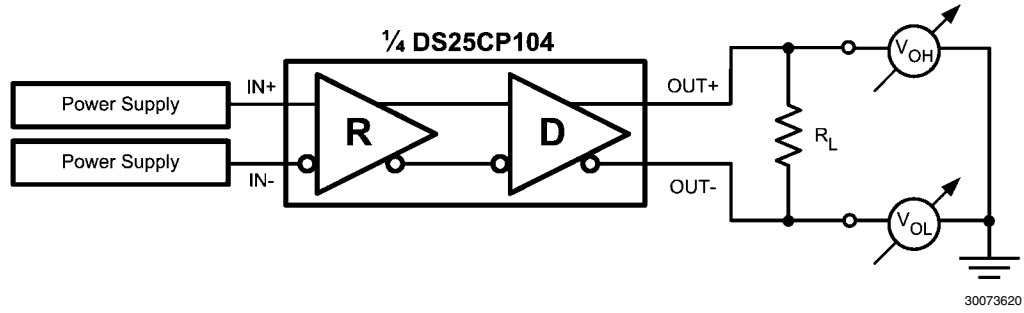 ¼ DS25CP104
Power Supply
IN+
R
D
OUT+
V_OH
R_L
Power Supply
IN-
OUT-
V_OL
30073620